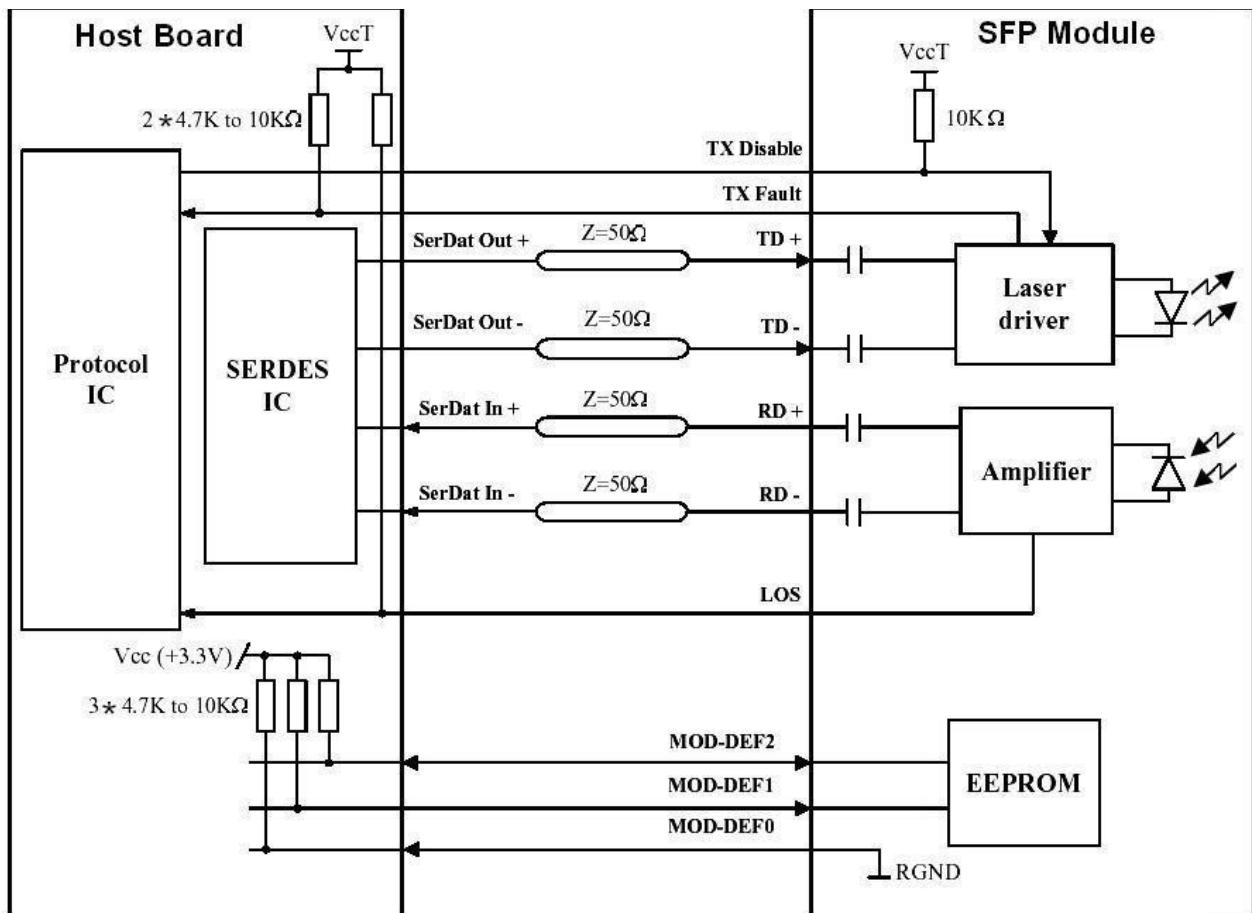 Host Board
VccT
SFP Module
VccT
2*4.7K to 10KΩ
10KΩ
TX Disable
TX Fault
SerDat Out +
Z=50Ω
TD +
Laser
driver
SerDat Out -
Z=50Ω
TD -
Protocol
IC
SERDES
IC
SerDat In +
Z=50Ω
RD +
Amplifier
SerDat In -
Z=50Ω
RD -
LOS
Vcc (+3.3V)
3*4.7K to 10KΩ
MOD-DEF2
EEPROM
MOD-DEF1
MOD-DEF0
RGND